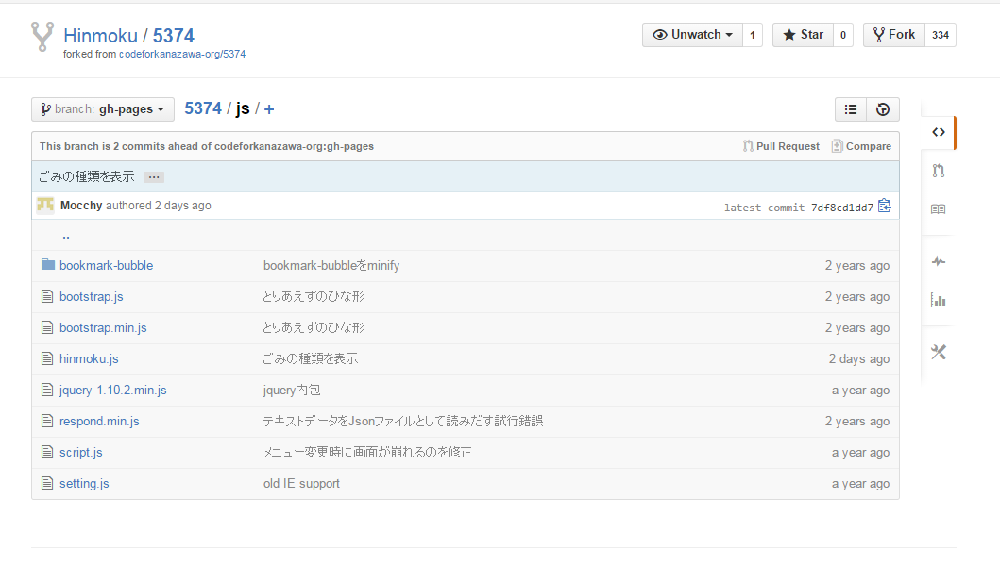 Hinmoku / 5374
forked from codeforkanazawa-org/5374
Unwatch 1 Star 0 Fork 334
branch: gh-pages 5374 / js / +
This branch is 2 commits ahead of codeforkanazawa-org:gh-pages Pull Request Compare
ごみの種類を表示 …
Mocchy authored 2 days ago latest commit 7df8cd1dd7
..
bookmark-bubble bookmark-bubbleをminify 2 years ago
bootstrap.js とりあえずのひな形 2 years ago
bootstrap.min.js とりあえずのひな形 2 years ago
hinmoku.js ごみの種類を表示 2 days ago
jquery-1.10.2.min.js jquery内包 a year ago
respond.min.js テキストデータをJsonファイルとして読みだす試行錯誤 2 years ago
script.js メニュー変更時に画面が崩れるのを修正 a year ago
setting.js old IE support a year ago